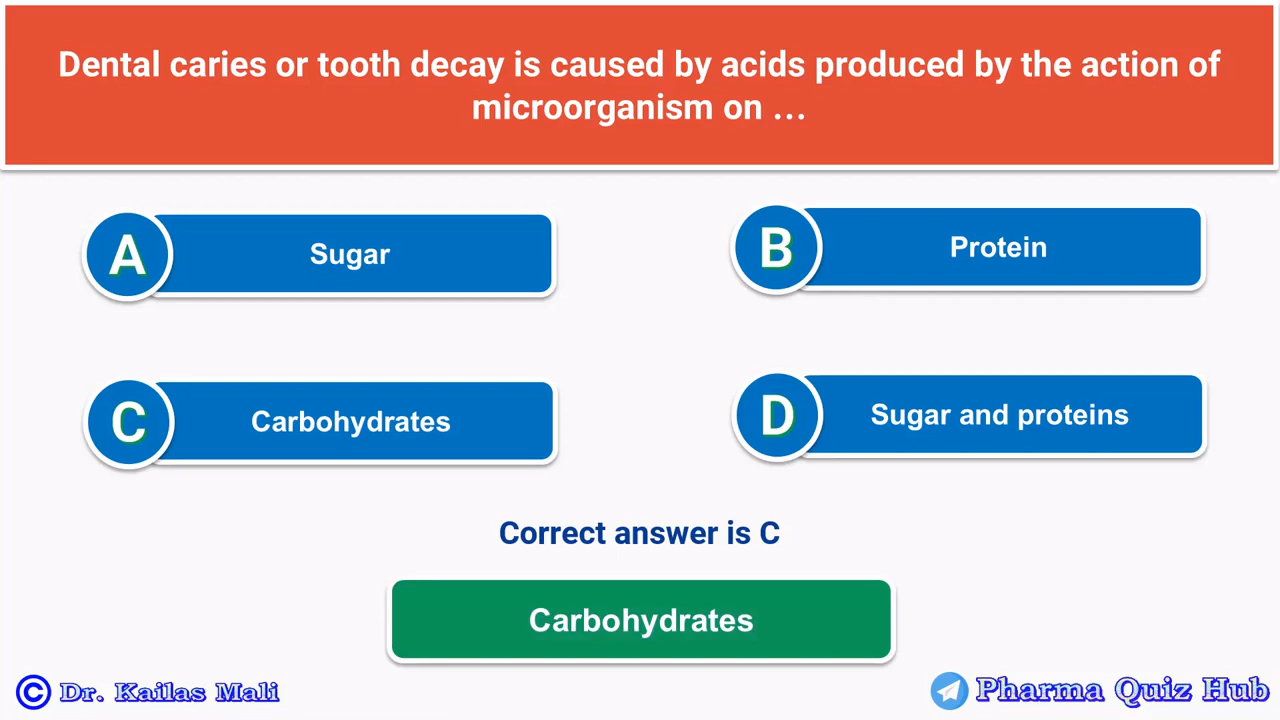 Dental caries or tooth decay is caused by acids produced by the action of
microorganism on ...
A
Sugar
B
Protein
C
Carbohydrates
D
Sugar and proteins
Correct answer is C
Carbohydrates
© Dr. Kailas Mali
Pharma Quiz Hub